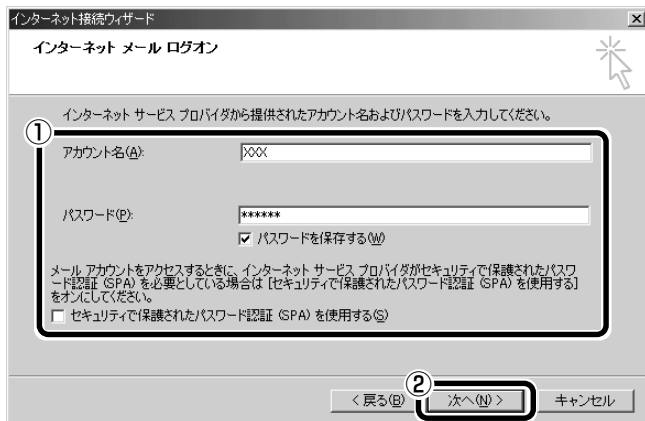 インターネット接続ウィザード
インターネット メール ログオン
インターネット サービス プロバイダから提供されたアカウント名およびパスワードを入力してください。
①
アカウント名(A):
XXX
パスワード(P):
******
パスワードを保存する(W)
メール アカウントをアクセスするときに、インターネット サービス プロバイダがセキュリティで保護されたパスワ
ード認証 (SPA) を必要としている場合は [セキュリティで保護されたパスワード認証 (SPA) を使用する]
をオンにしてください。
セキュリティで保護されたパスワード認証 (SPA) を使用する(S)
②
< 戻る(B)
次へ(N) >
キャンセル